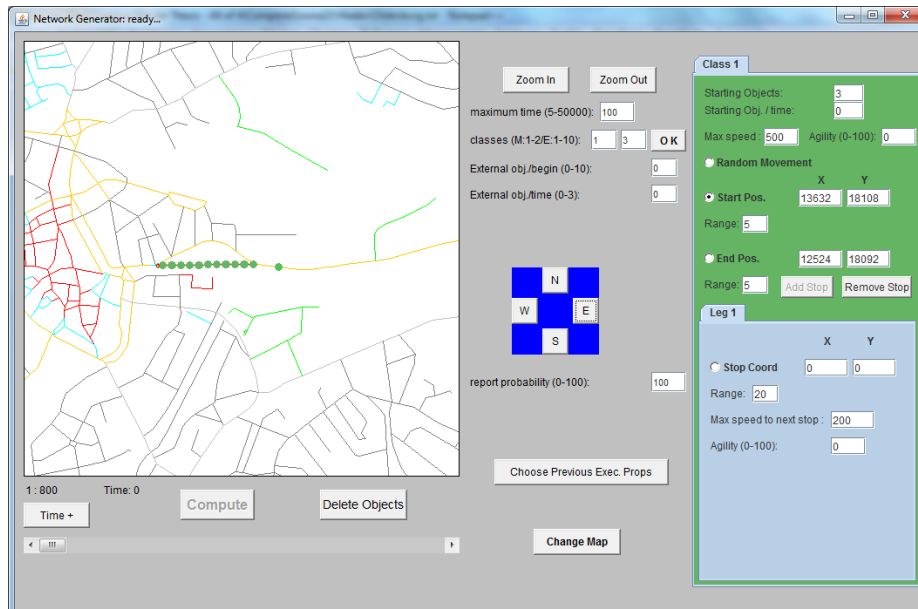 Network Generator: ready...
Zoom In
Zoom Out
maximum time (5-50000): 100
classes (M:1-2/E:1-10): 1 3 O K
External obj./begin (0-10): 0
External obj./time (0-3): 0
N
W E
S
report probability (0-100): 100
Choose Previous Exec. Props
Change Map
1 : 800 Time: 0
Time +
Compute
Delete Objects
Class 1
Starting Objects: 3
Starting Obj. / time: 0
Max speed : 500 Agility (0-100): 0
Random Movement
X Y
Start Pos. 13632 18108
Range: 5
End Pos. 12524 18092
Range: 5 Add Stop Remove Stop
Leg 1
X Y
Stop Coord 0 0
Range: 20
Max speed to next stop : 200
Agility (0-100): 0